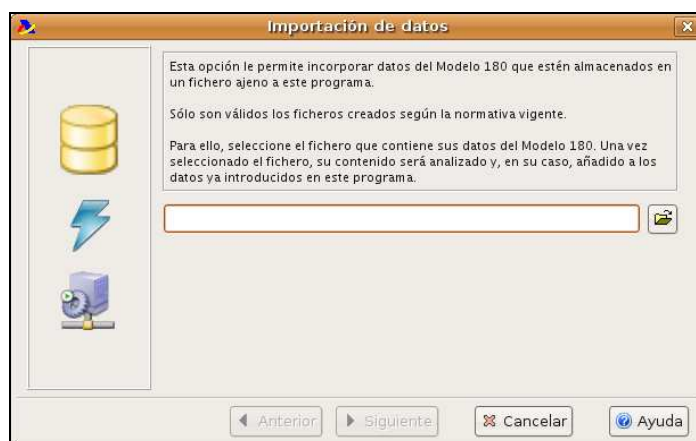 Importación de datos
Esta opción le permite incorporar datos del Modelo 180 que estén almacenados en
un fichero ajeno a este programa.
Sólo son válidos los ficheros creados según la normativa vigente.
Para ello, seleccione el fichero que contiene sus datos del Modelo 180. Una vez
seleccionado el fichero, su contenido será analizado y, en su caso, añadido a los
datos ya introducidos en este programa.
Anterior Siguiente Cancelar Ayuda